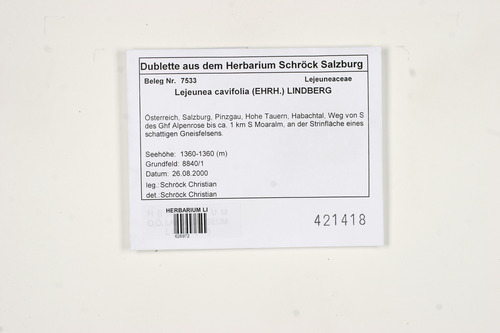 Dublette aus dem Herbarium Schröck Salzburg
Beleg Nr. 7533 Lejeuneaceae
Lejeunea cavifolia (EHRH.) LINDBERG
Österreich, Salzburg, Pinzgau, Hohe Tauern, Habachtal, Weg von S
des Ghf Alpenrose bis ca. 1 km S Moaralm, an der Strinfläche eines
schattigen Gneisfelsens.
Seehöhe: 1360-1360 (m)
Grundfeld: 8840/1
Datum: 26.08.2000
leg.:Schröck Christian
det.:Schröck Christian
HERBARIUM LI
421418